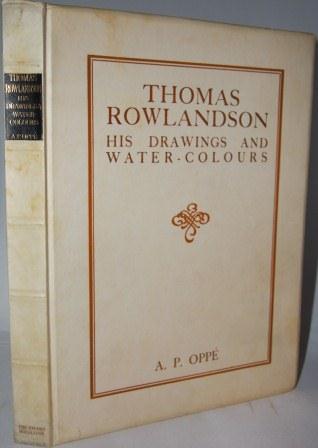 THOMAS
ROWLANDSON
HIS
DRAWINGS &
WATER-
COLOURS
A.P. OPPÉ
THOMAS
ROWLANDSON
HIS DRAWINGS AND
WATER-COLOURS
A. P. OPPÉ